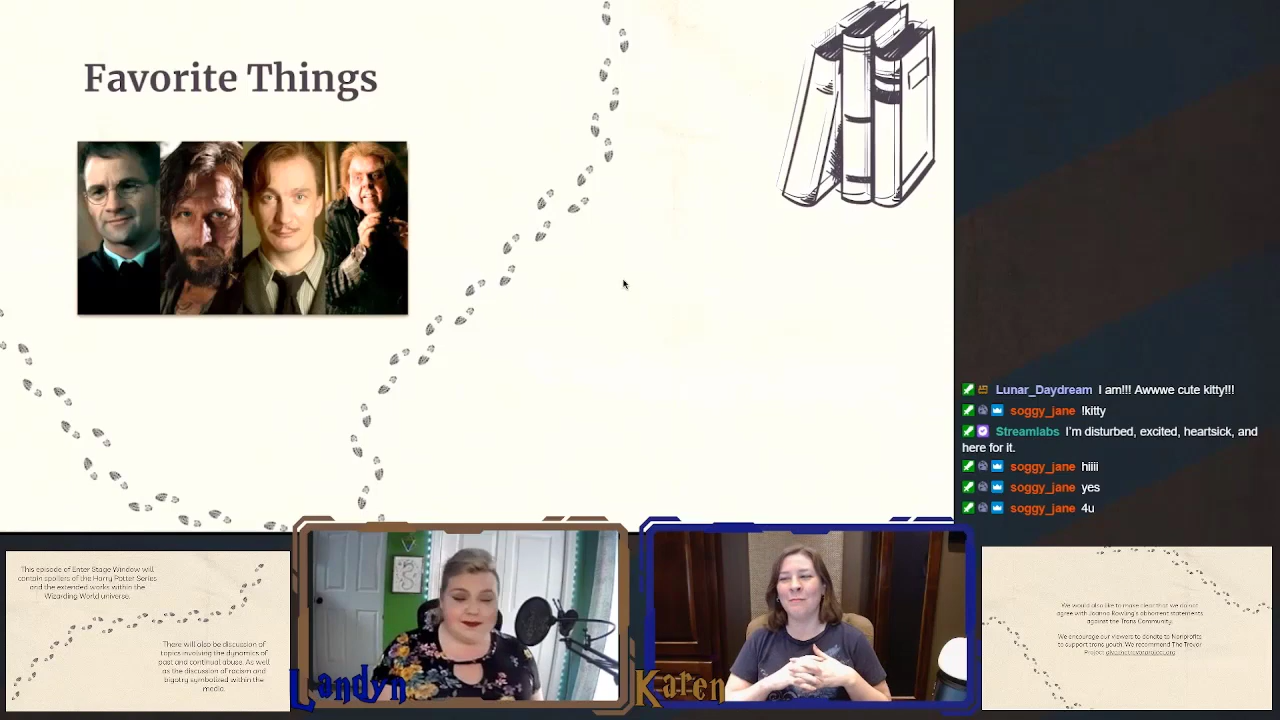 Favorite Things
Lunar_Daydream I am!!! Awwwe cute kitty!!!
soggy_jane !kitty
Streamlabs I'm disturbed, excited, heartsick, and
here for it.
soggy_jane hiiii
soggy_jane yes
soggy_jane 4u
This episode of Enter Stage Window will
contain spoilers of the Harry Potter Series
and the extended works within the
Wizarding World universe.
There will also be discussion of
topics involving the dynamics of
past and continual abuse. As well
as the discussion of racism and
bigotry symbolized within the
media.
Landyn
Karen
We would also like to make clear that we do not
agree with Joanne Rowling's abhorrent statements
against the Trans Community.
We encourage our viewers to donate to Nonprofits
to support trans youth. We recommend The Trevor
Project